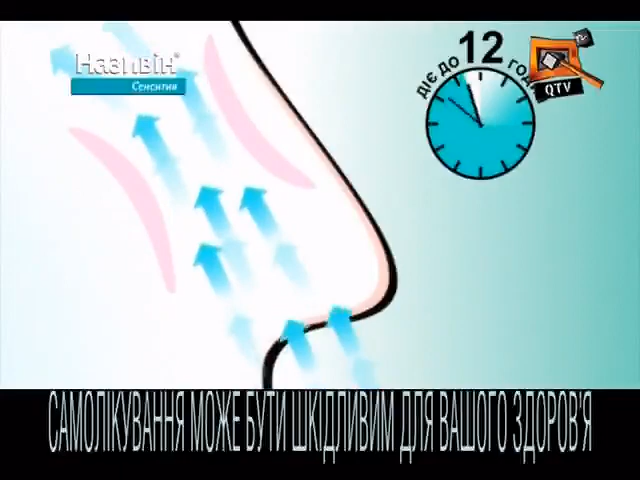 Називін®
Сенситив
ДІЄ ДО 12 ГОД
QTV
САМОЛІКУВАННЯ МОЖЕ БУТИ ШКІДЛИВИМ ДЛЯ ВАШОГО ЗДОРОВ'Я